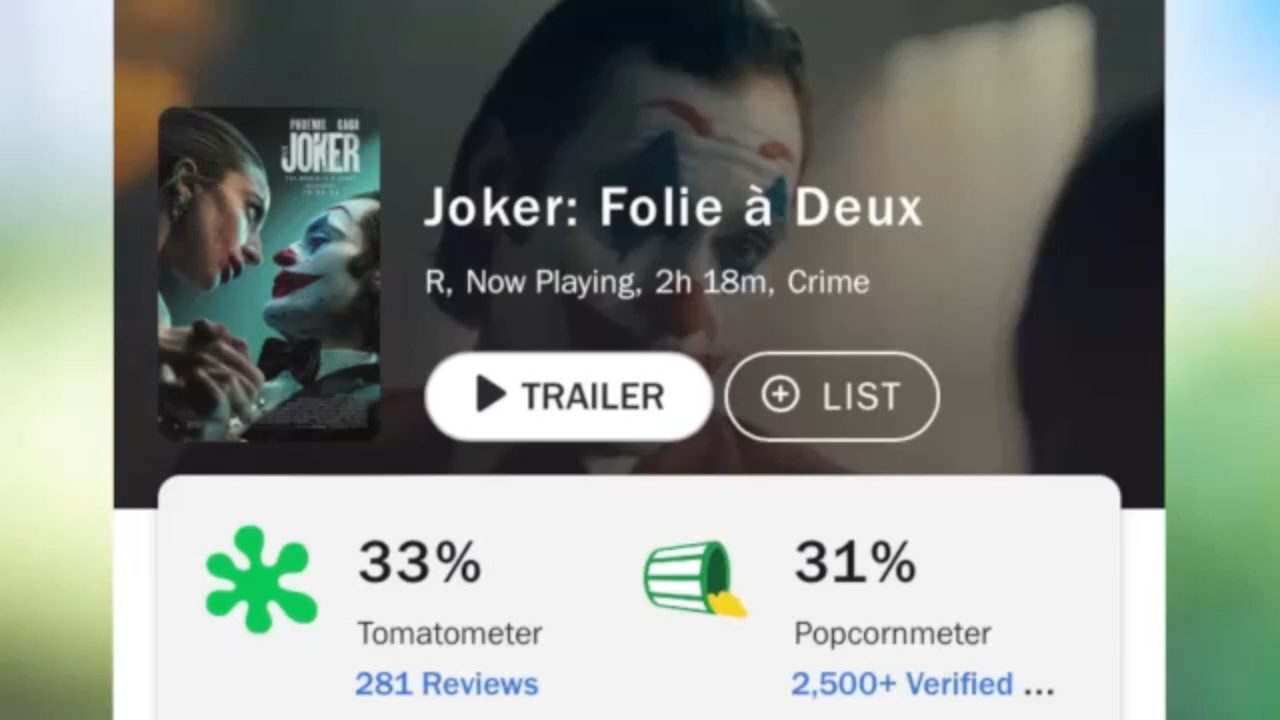 PHOENIX GAGA
JOKER
Joker: Folie à Deux
R, Now Playing, 2h 18m, Crime
TRAILER
LIST
33%
31%
Tomatometer
Popcornmeter
281 Reviews
2,500+ Verified ...